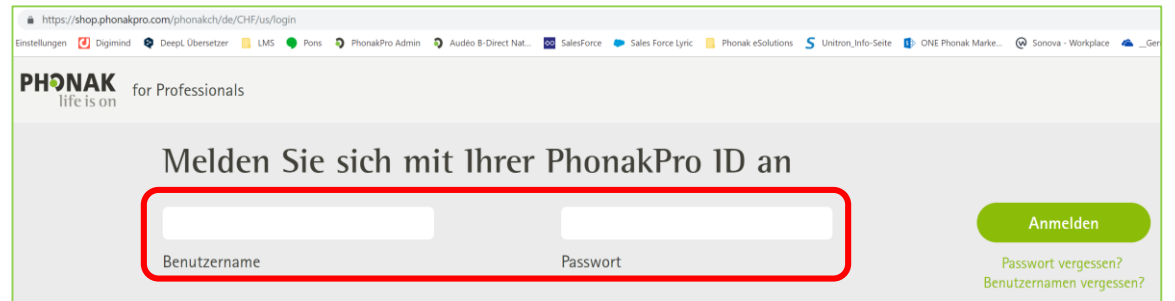 https://shop.phonakpro.com/phonakch/de/CHF/us/login
Einstellungen Digimind DeepL Übersetzer LMS Pons PhonakPro Admin Audéo B-Direct Nat... SalesForce Sales Force Lyric Phonak eSolutions Unitron_Info-Seite ONE Phonak Marke... Sonova - Workplace __Ger
PHONAK for Professionals
life is on
Melden Sie sich mit Ihrer PhonakPro ID an
Anmelden
Benutzername Passwort Passwort vergessen?
Benutzernamen vergessen?